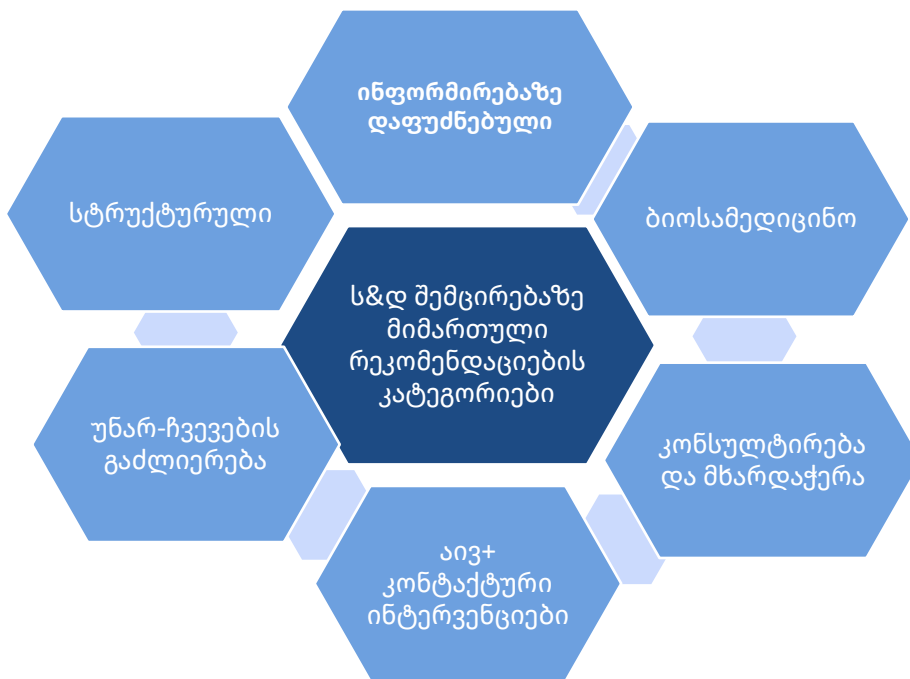 ინფორმირებაზე
დაფუძნებული
სტრუქტურული
ბიოსამედიცინო
ს&დ შემცირებაზე
მიმართული
რეკომენდაციების
კატეგორიები
უნარ-ჩვევების
გაძლიერება
კონსულტირება
და მხარდაჭერა
აივ+
კონტაქტური
ინტერვენციები